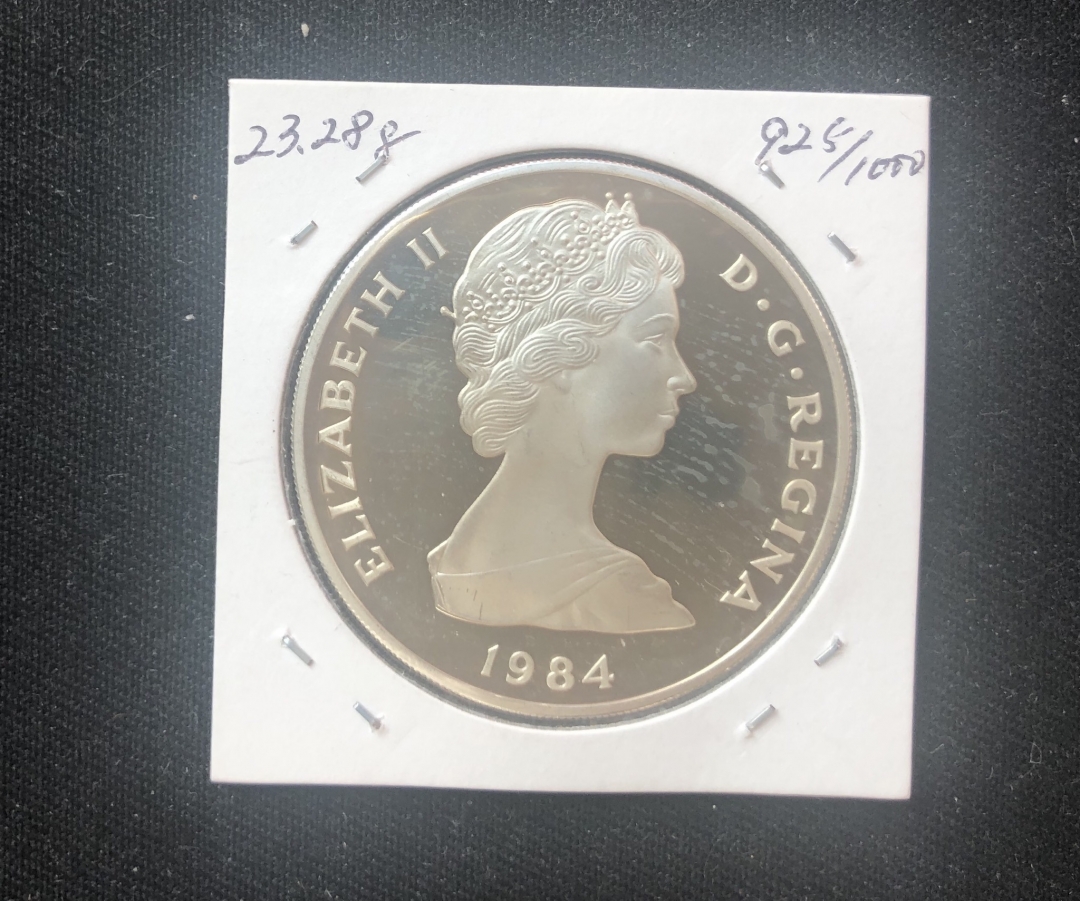 23.28g
925/1000
ELIZABETH II
D·G·REGINA
1984